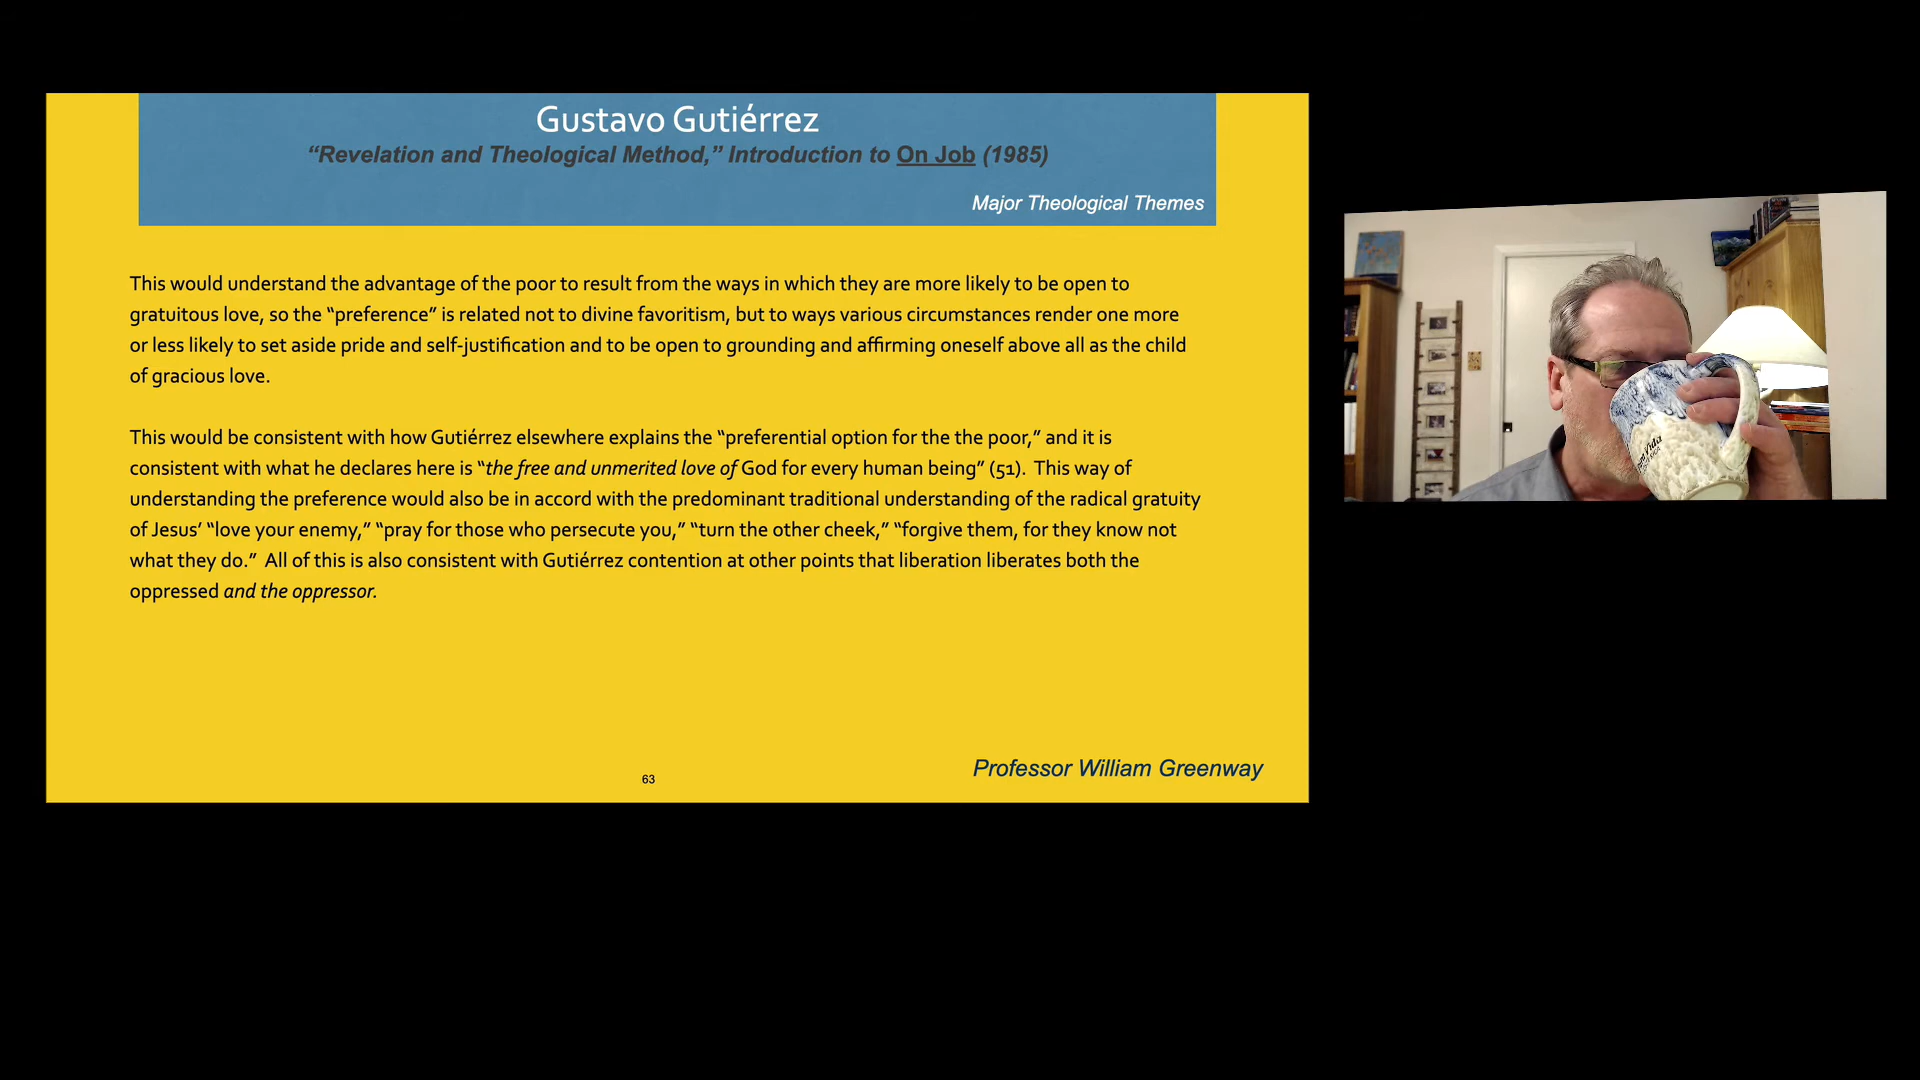 Gustavo Gutiérrez
“Revelation and Theological Method,” Introduction to On Job (1985)
Major Theological Themes
This would understand the advantage of the poor to result from the ways in which they are more likely to be open to
gratuitous love, so the “preference” is related not to divine favoritism, but to ways various circumstances render one more
or less likely to set aside pride and self-justification and to be open to grounding and affirming oneself above all as the child
of gracious love.
This would be consistent with how Gutiérrez elsewhere explains the “preferential option for the the poor,” and it is
consistent with what he declares here is “the free and unmerited love of God for every human being” (51).  This way of
understanding the preference would also be in accord with the predominant traditional understanding of the radical gratuity
of Jesus’ “love your enemy,” “pray for those who persecute you,” “turn the other cheek,” “forgive them, for they know not
what they do.”  All of this is also consistent with Gutiérrez contention at other points that liberation liberates both the
oppressed and the oppressor.
63
Professor William Greenway